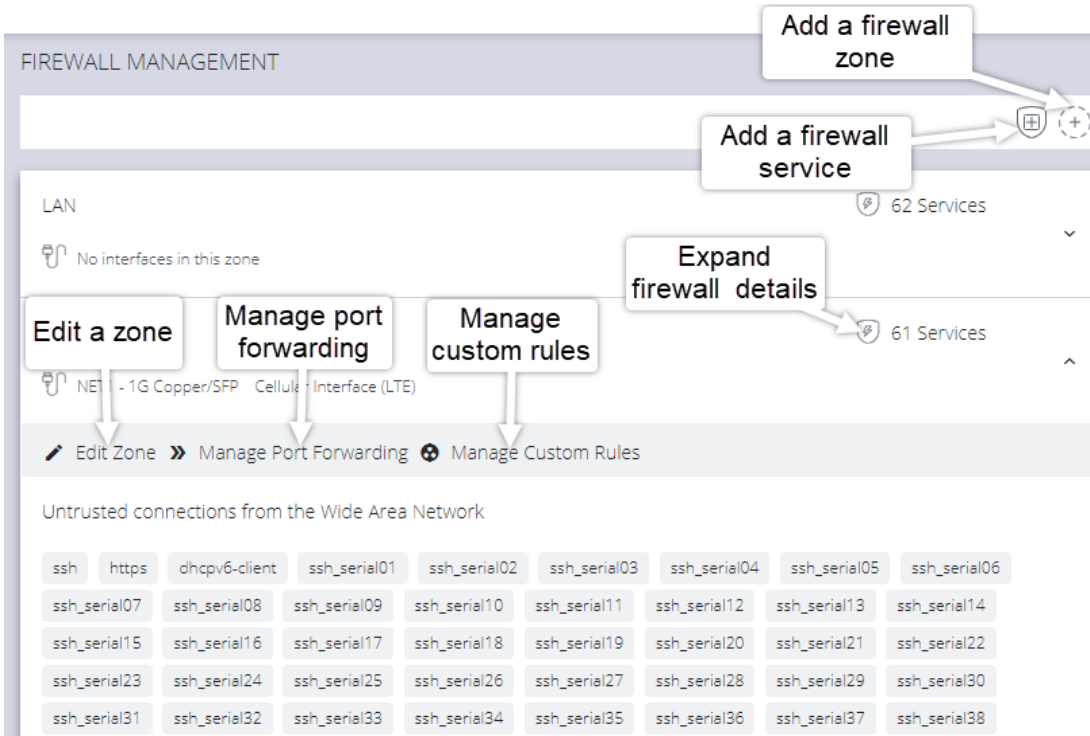 Add a firewall
zone
FIREWALL MANAGEMENT
Add a firewall
service
LAN
62 Services
No interfaces in this zone
Expand
firewall details
Edit a zone
Manage port
forwarding
Manage
custom rules
61 Services
NET1 - 1G Copper/SFP Cellular Interface (LTE)
Edit Zone Manage Port Forwarding Manage Custom Rules
Untrusted connections from the Wide Area Network
ssh https dhcpv6-client ssh_serial01 ssh_serial02 ssh_serial03 ssh_serial04 ssh_serial05 ssh_serial06
ssh_serial07 ssh_serial08 ssh_serial09 ssh_serial10 ssh_serial11 ssh_serial12 ssh_serial13 ssh_serial14
ssh_serial15 ssh_serial16 ssh_serial17 ssh_serial18 ssh_serial19 ssh_serial20 ssh_serial21 ssh_serial22
ssh_serial23 ssh_serial24 ssh_serial25 ssh_serial26 ssh_serial27 ssh_serial28 ssh_serial29 ssh_serial30
ssh_serial31 ssh_serial32 ssh_serial33 ssh_serial34 ssh_serial35 ssh_serial36 ssh_serial37 ssh_serial38